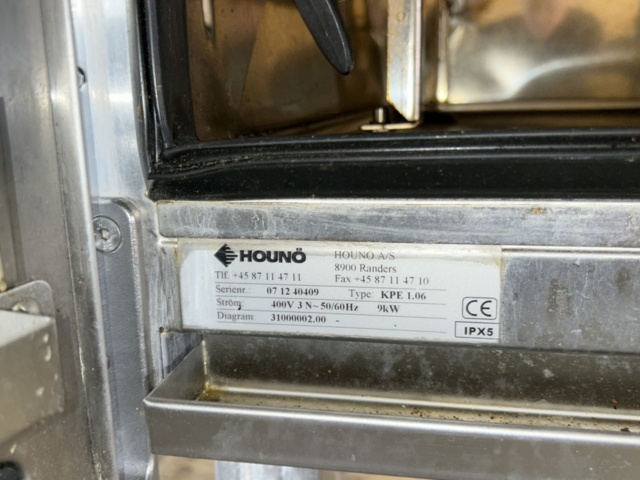 HOUNÖ HOUNO A/S
8900 Randers
Tlf. +45 87 11 47 11 Fax +45 87 11 47 10
Serienr. 07 12 40409 Type: KPE 1.06
Strøm: 400V 3 N~50/60Hz 9kW
Diagram: 31000002.00 -
CE
IPX5